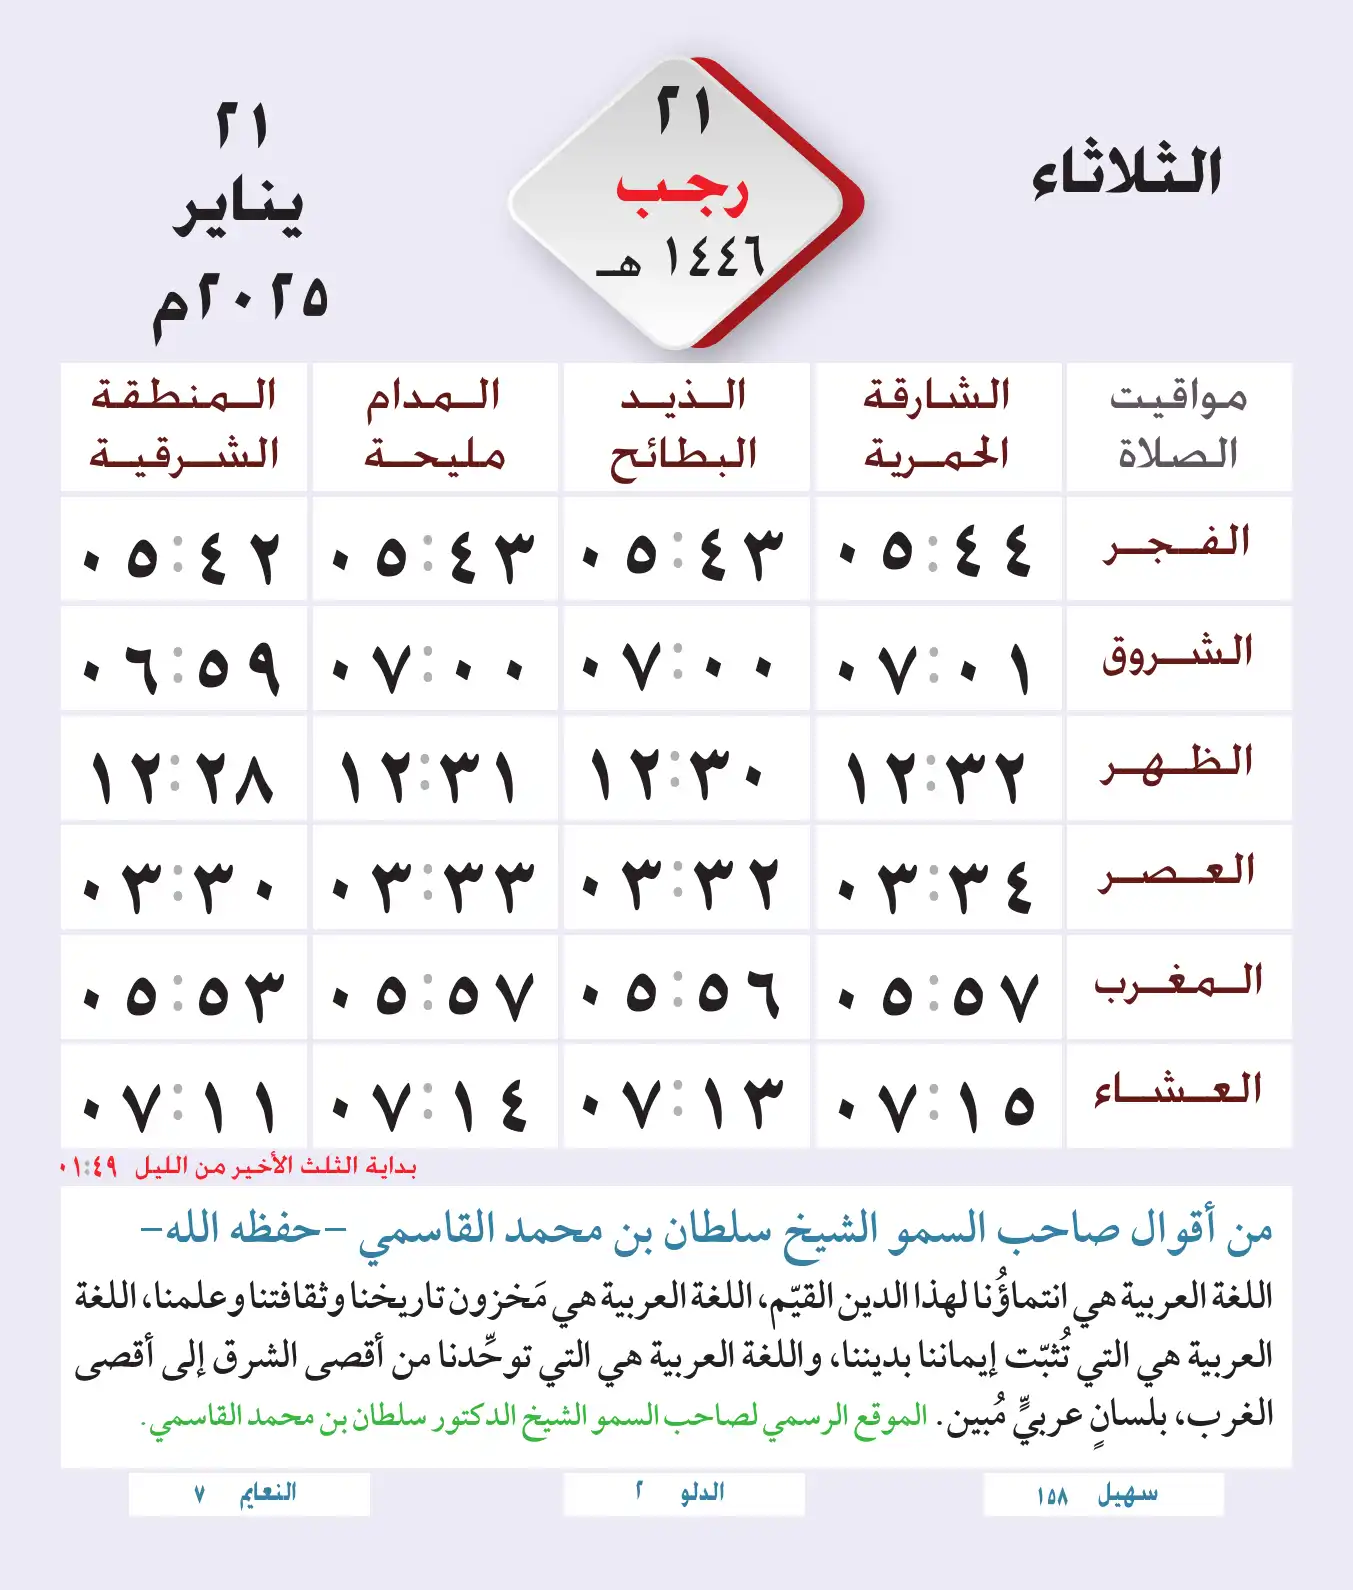 الثلاثاء
٢١
رجب
١٤٤٦ هـ
٢١
يناير
٢٠٢٥م
مواقيت الصلاة
الشارقة الحمرية
الذيد البطائح
المدام مليحة
المنطقة الشرقية
الفجر ٠٥:٤٤ ٠٥:٤٣ ٠٥:٤٣ ٠٥:٤٢
الشروق ٠٧:٠١ ٠٧:٠٠ ٠٧:٠٠ ٠٦:٥٩
الظهر ١٢:٣٢ ١٢:٣٠ ١٢:٣١ ١٢:٢٨
العصر ٠٣:٣٤ ٠٣:٣٢ ٠٣:٣٣ ٠٣:٣٠
المغرب ٠٥:٥٧ ٠٥:٥٦ ٠٥:٥٧ ٠٥:٥٣
العشاء ٠٧:١٥ ٠٧:١٣ ٠٧:١٤ ٠٧:١١
بداية الثلث الأخير من الليل ٠١:٤٩
من أقوال صاحب السمو الشيخ سلطان بن محمد القاسمي -حفظه الله-
اللغة العربية هي انتماؤُنا لهذا الدين القيّم، اللغة العربية هي مَخزون تاريخنا وثقافتنا وعلمنا، اللغة
العربية هي التي تُثبّت إيماننا بديننا، واللغة العربية هي التي توحِّدنا من أقصى الشرق إلى أقصى
الغرب، بلسانٍ عربيٍّ مُبين. الموقع الرسمي لصاحب السمو الشيخ الدكتور سلطان بن محمد القاسمي.
سهيل ١٥٨
الدلو ٢
النعايم ٧